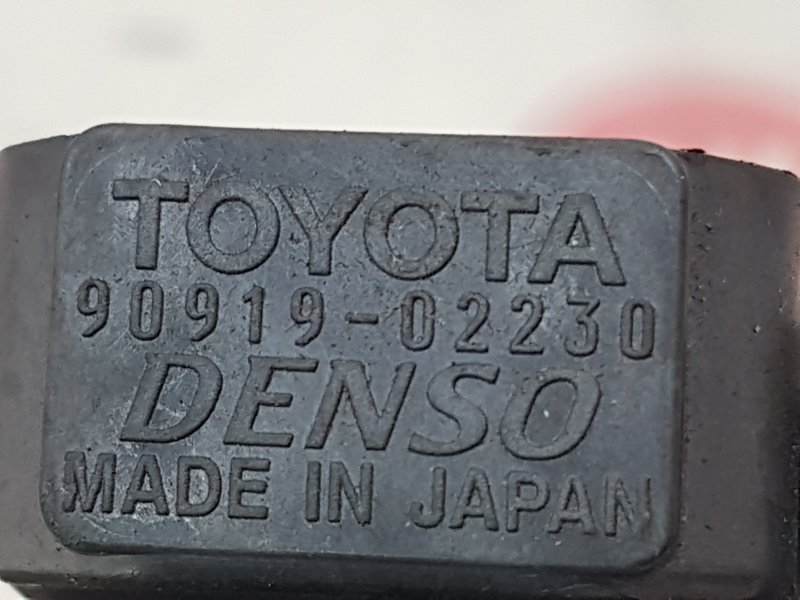 TOYOTA
90919-02230
DENSO
MADE IN JAPAN